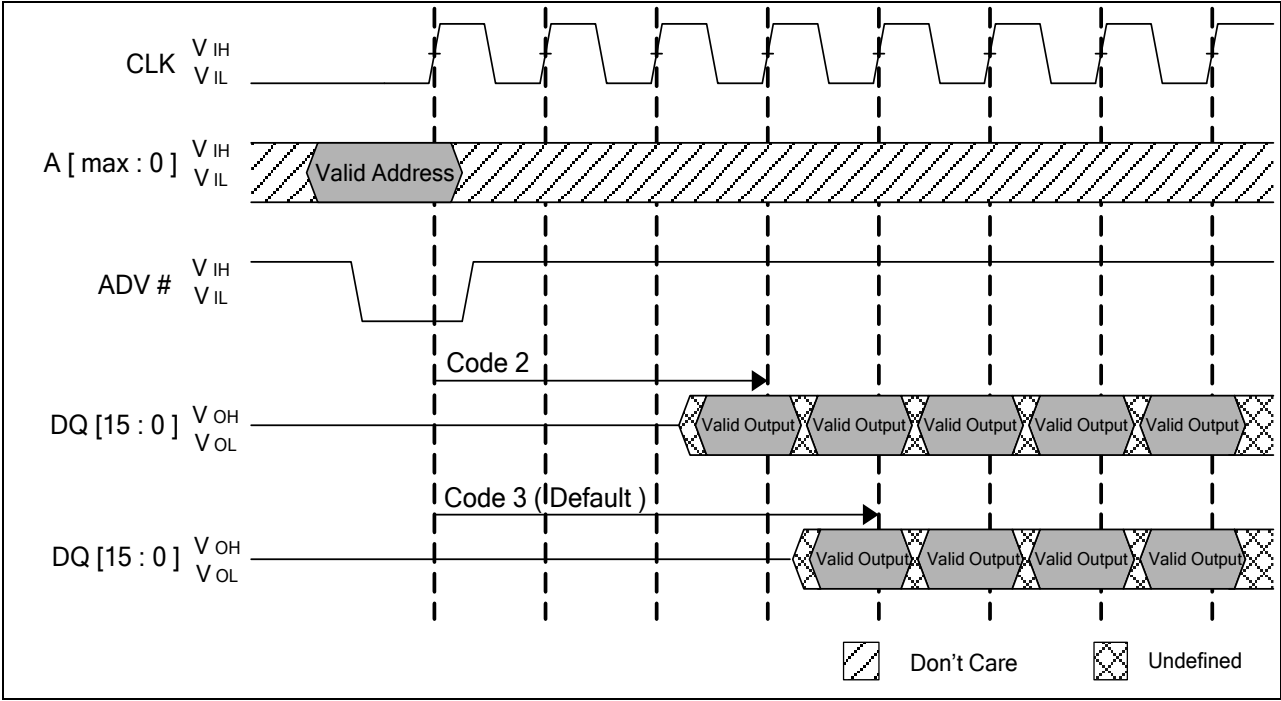 CLK V IH
V IL
A [ max : 0 ] V IH
V IL
Valid Address
ADV # V IH
V IL
Code 2
DQ [15 : 0 ] V OH
V OL
Valid Output Valid Output Valid Output Valid Output Valid Output
Code 3 ( Default )
DQ [15 : 0 ] V OH
V OL
Valid Output Valid Output Valid Output Valid Output
Don't Care Undefined